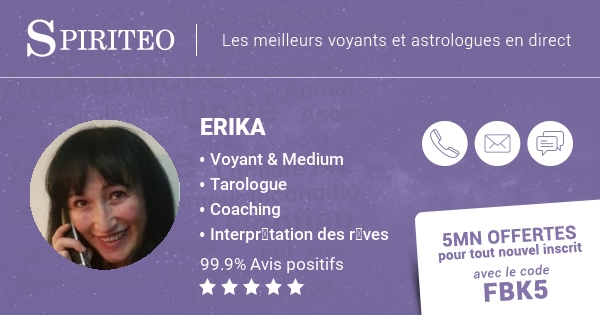 SPIRITEO
Les meilleurs voyants et astrologues en direct
ERIKA
• Voyant & Medium
• Tarologue
• Coaching
• Interpr▯tation des r▯ves
99.9% Avis positifs
5MN OFFERTES
pour tout nouvel inscrit
avec le code
FBK5